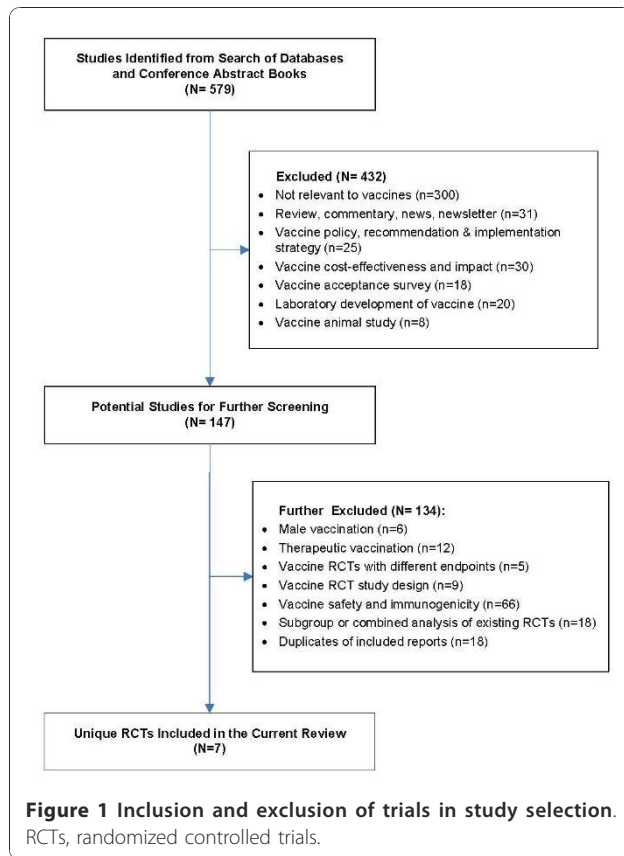 Studies Identified from Search of Databases
and Conference Abstract Books
(N= 579)
Excluded (N= 432)
• Not relevant to vaccines (n=300)
• Review, commentary, news, newsletter (n=31)
• Vaccine policy, recommendation & implementation
strategy (n=25)
• Vaccine cost-effectiveness and impact (n=30)
• Vaccine acceptance survey (n=18)
• Laboratory development of vaccine (n=20)
• Vaccine animal study (n=8)
Potential Studies for Further Screening
(N= 147)
Further Excluded (N= 134):
• Male vaccination (n=6)
• Therapeutic vaccination (n=12)
• Vaccine RCTs with different endpoints (n=5)
• Vaccine RCT study design (n=9)
• Vaccine safety and immunogenicity (n=66)
• Subgroup or combined analysis of existing RCTs (n=18)
• Duplicates of included reports (n=18)
Unique RCTs Included in the Current Review
(N=7)
Figure 1 Inclusion and exclusion of trials in study selection.
RCTs, randomized controlled trials.